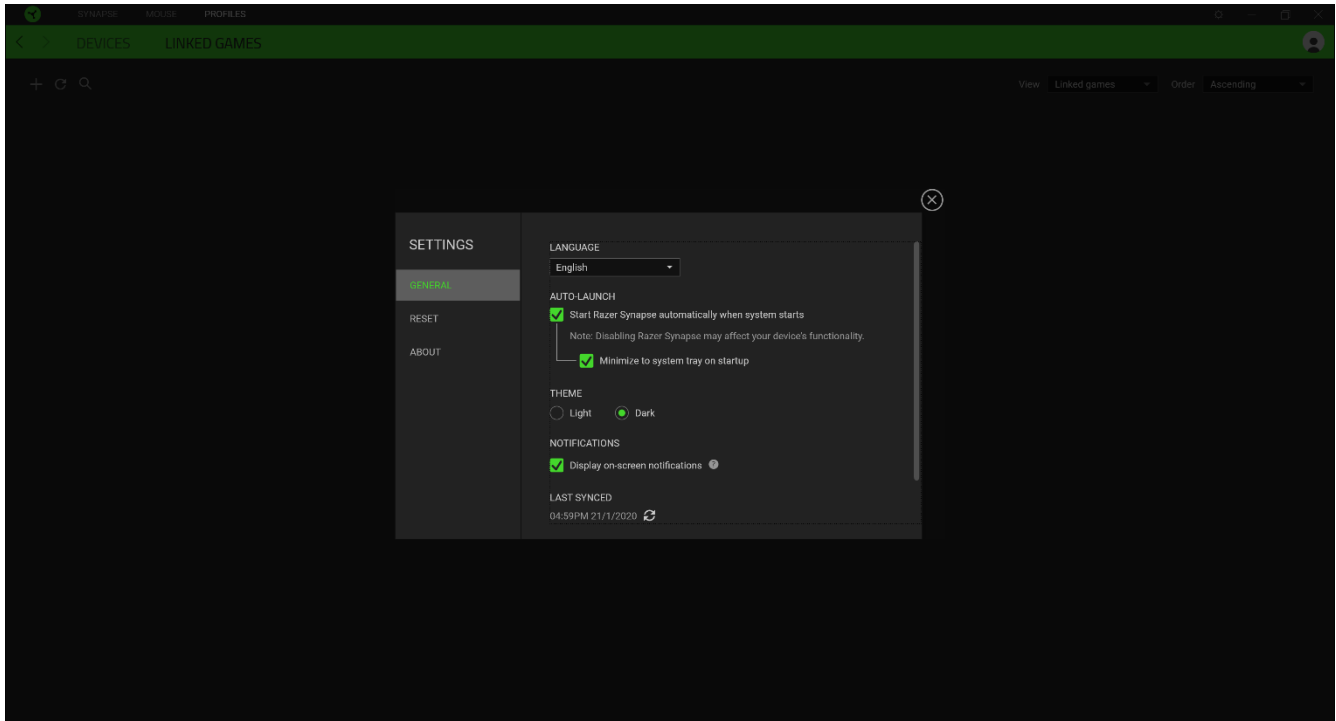 SYNAPSE MOUSE PROFILES
DEVICES LINKED GAMES
View Linked games Order Ascending
SETTINGS
GENERAL
RESET
ABOUT
LANGUAGE
English
AUTO-LAUNCH
Start Razer Synapse automatically when system starts
Note: Disabling Razer Synapse may affect your device's functionality.
Minimize to system tray on startup
THEME
Light Dark
NOTIFICATIONS
Display on-screen notifications
LAST SYNCED
04:59PM 21/1/2020